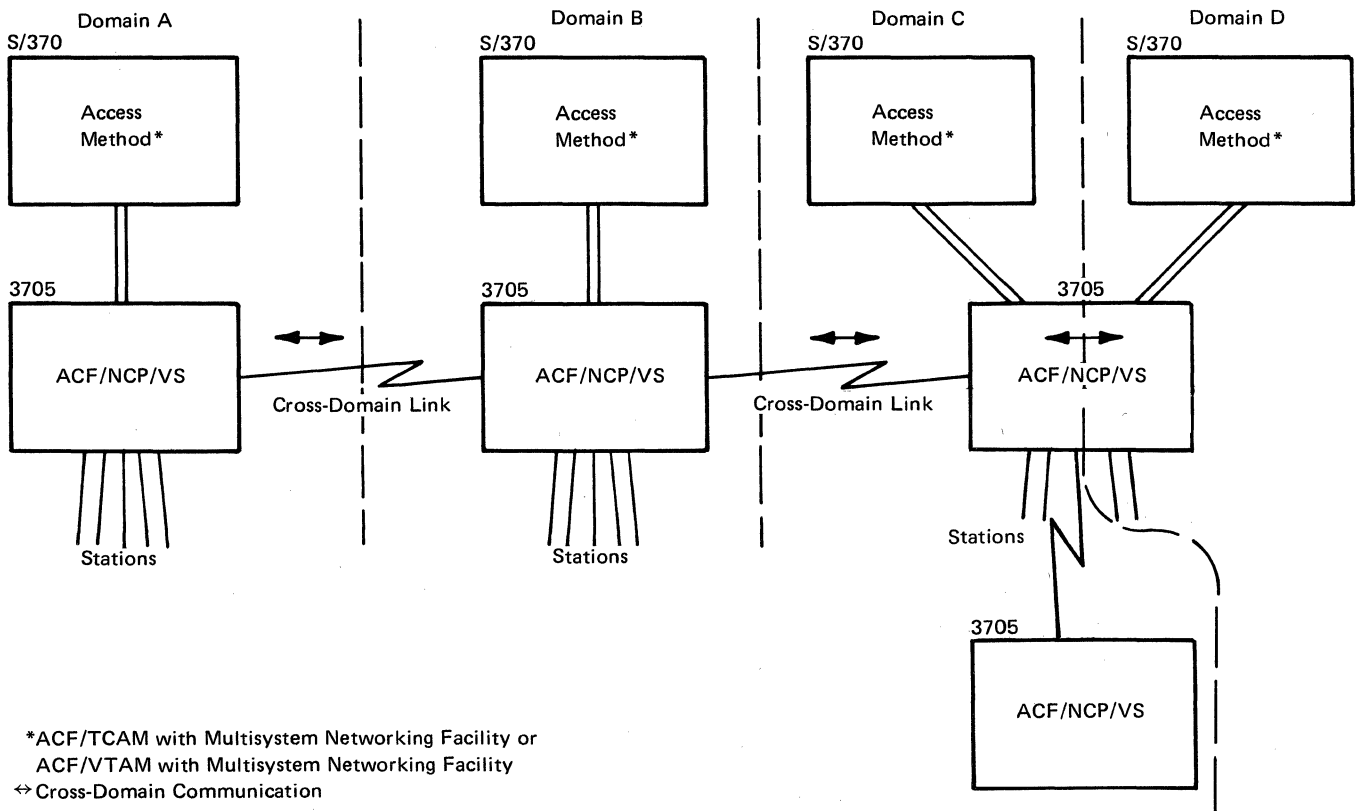 Domain A
Domain B
Domain C
Domain D
S/370
S/370
S/370
S/370
Access
Method*
Access
Method*
Access
Method*
Access
Method*
3705
3705
3705
ACF/NCP/VS
ACF/NCP/VS
ACF/NCP/VS
Cross-Domain Link
Cross-Domain Link
Stations
Stations
Stations
3705
ACF/NCP/VS
*ACF/TCAM with Multisystem Networking Facility or
ACF/VTAM with Multisystem Networking Facility
↔ Cross-Domain Communication